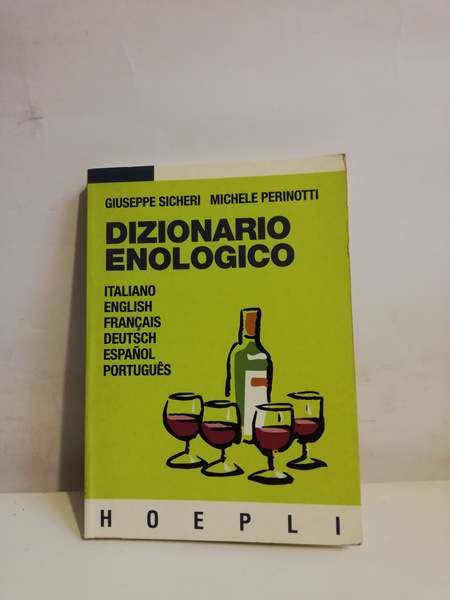 GIUSEPPE SICHERI MICHELE PERINOTTI
DIZIONARIO
ENOLOGICO
ITALIANO
ENGLISH
FRANÇAIS
DEUTSCH
ESPAÑOL
PORTUGUÊS
HOEPLI